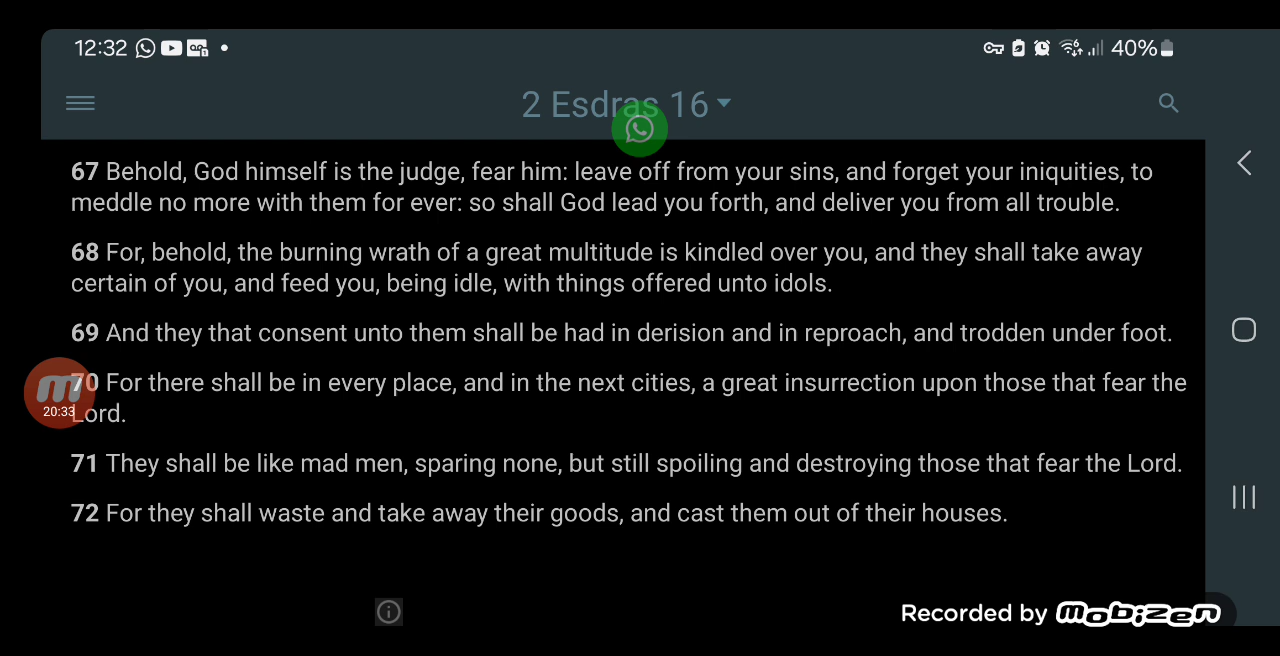 12:32 40%
2 Esdras 16
67 Behold, God himself is the judge, fear him: leave off from your sins, and forget your iniquities, to
meddle no more with them for ever: so shall God lead you forth, and deliver you from all trouble.
68 For, behold, the burning wrath of a great multitude is kindled over you, and they shall take away
certain of you, and feed you, being idle, with things offered unto idols.
69 And they that consent unto them shall be had in derision and in reproach, and trodden under foot.
70 For there shall be in every place, and in the next cities, a great insurrection upon those that fear the
20:33
Lord.
71 They shall be like mad men, sparing none, but still spoiling and destroying those that fear the Lord.
72 For they shall waste and take away their goods, and cast them out of their houses.
Recorded by Mobizen